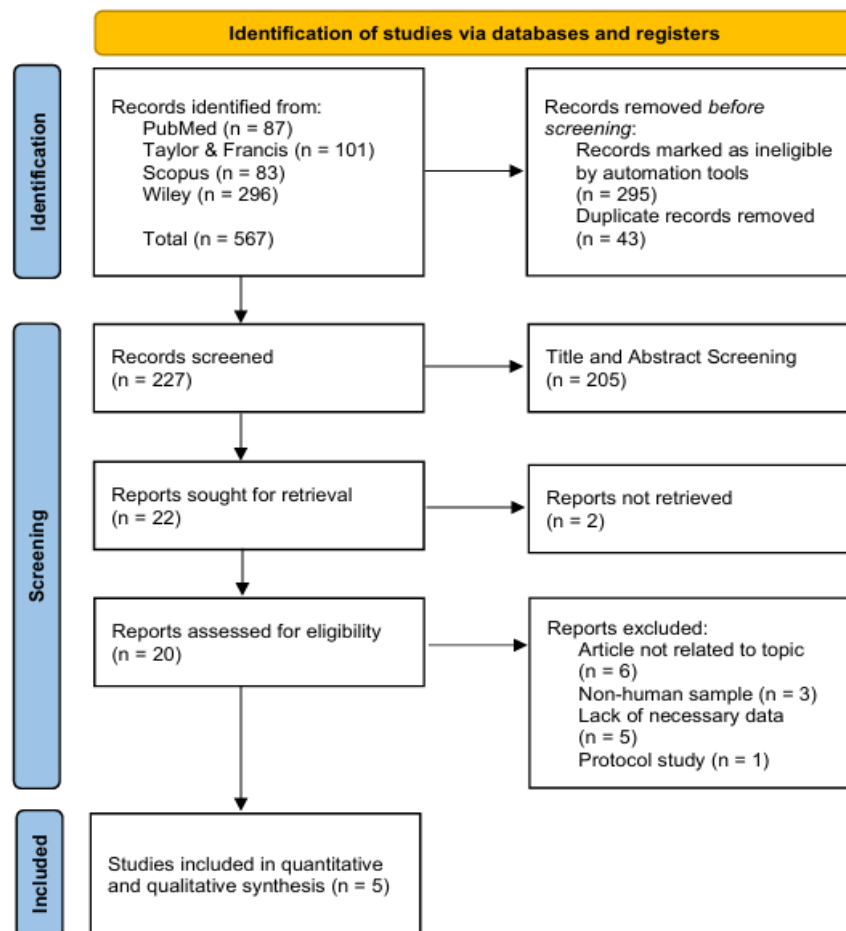 Identification of studies via databases and registers
Identification
Records identified from:
PubMed (n = 87)
Taylor & Francis (n = 101)
Scopus (n = 83)
Wiley (n = 296)
Total (n = 567)
Records removed before
screening:
Records marked as ineligible
by automation tools
(n = 295)
Duplicate records removed
(n = 43)
Screening
Records screened
(n = 227)
Title and Abstract Screening
(n = 205)
Reports sought for retrieval
(n = 22)
Reports not retrieved
(n = 2)
Reports assessed for eligibility
(n = 20)
Reports excluded:
Article not related to topic
(n = 6)
Non-human sample (n = 3)
Lack of necessary data
(n = 5)
Protocol study (n = 1)
Included
Studies included in quantitative
and qualitative synthesis (n = 5)